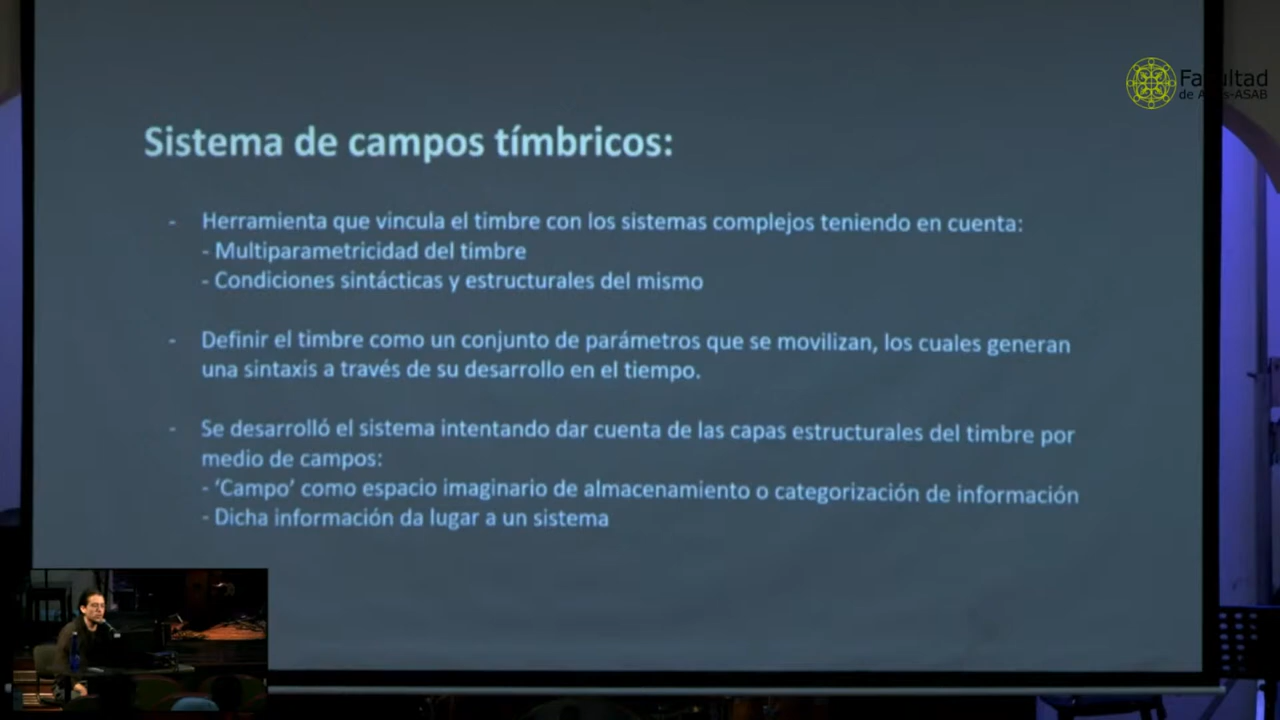 Facultad
de Artes-ASAB
Sistema de campos tímbricos:
- Herramienta que vincula el timbre con los sistemas complejos teniendo en cuenta:
- Multiparametricidad del timbre
- Condiciones sintácticas y estructurales del mismo
- Definir el timbre como un conjunto de parámetros que se movilizan, los cuales generan
una sintaxis a través de su desarrollo en el tiempo.
- Se desarrolló el sistema intentando dar cuenta de las capas estructurales del timbre por
medio de campos:
- ‘Campo’ como espacio imaginario de almacenamiento o categorización de información
- Dicha información da lugar a un sistema